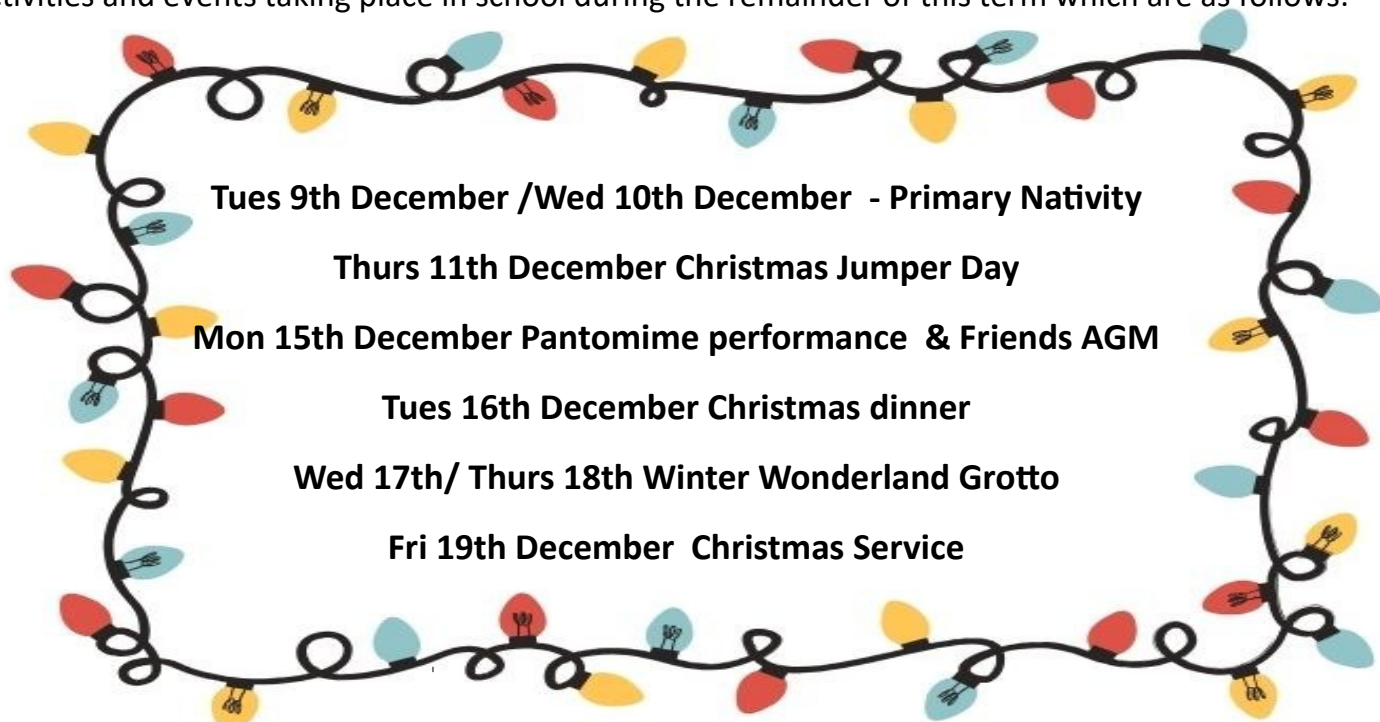 ctivities and events taking place in school during the remainder of this term which are as follows:
Tues 9th December /Wed 10th December - Primary Nativity
Thurs 11th December Christmas Jumper Day
Mon 15th December Pantomime performance & Friends AGM
Tues 16th December Christmas dinner
Wed 17th/ Thurs 18th Winter Wonderland Grotto
Fri 19th December Christmas Service